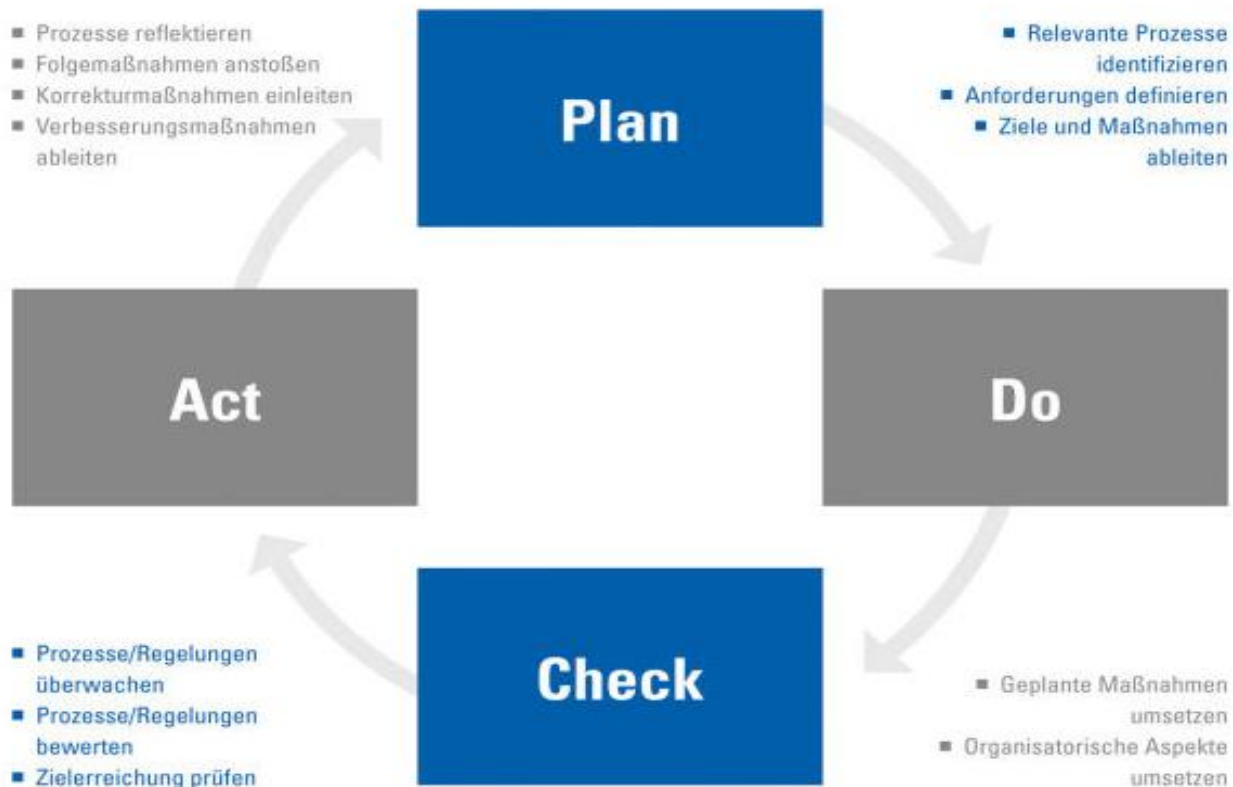 ■ Prozesse reflektieren
■ Folgemaßnahmen anstoßen
■ Korrekturmaßnahmen einleiten
■ Verbesserungsmaßnahmen
ableiten
Plan
■ Relevante Prozesse
identifizieren
■ Anforderungen definieren
■ Ziele und Maßnahmen
ableiten
Act
Do
■ Prozesse/Regelungen
überwachen
■ Prozesse/Regelungen
bewerten
■ Zielerreichung prüfen
Check
■ Geplante Maßnahmen
umsetzen
■ Organisatorische Aspekte
umsetzen